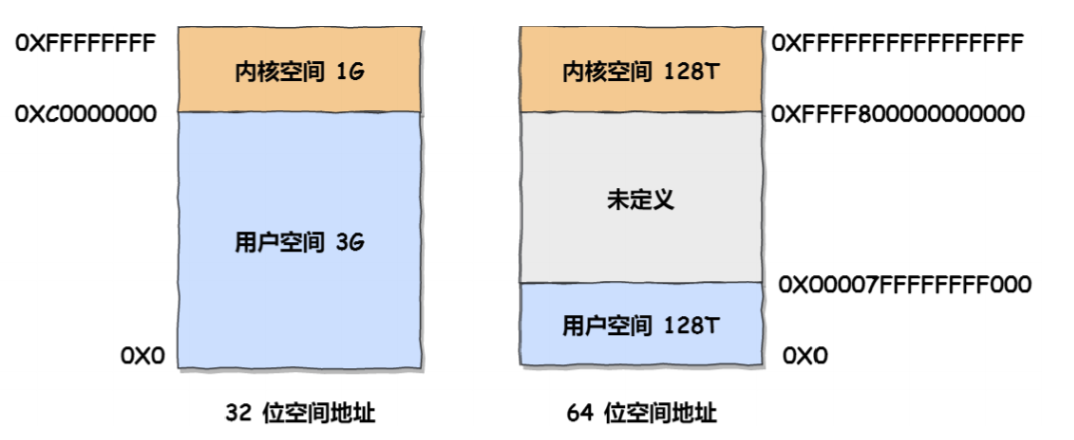 0XFFFFFFFF
内核空间 1G
0XC0000000
用户空间 3G
0X0
32 位空间地址
0XFFFFFFFFFFFFFFFF
内核空间 128T
0XFFFF800000000000
未定义
0X00007FFFFFFFF000
用户空间 128T
0X0
64 位空间地址